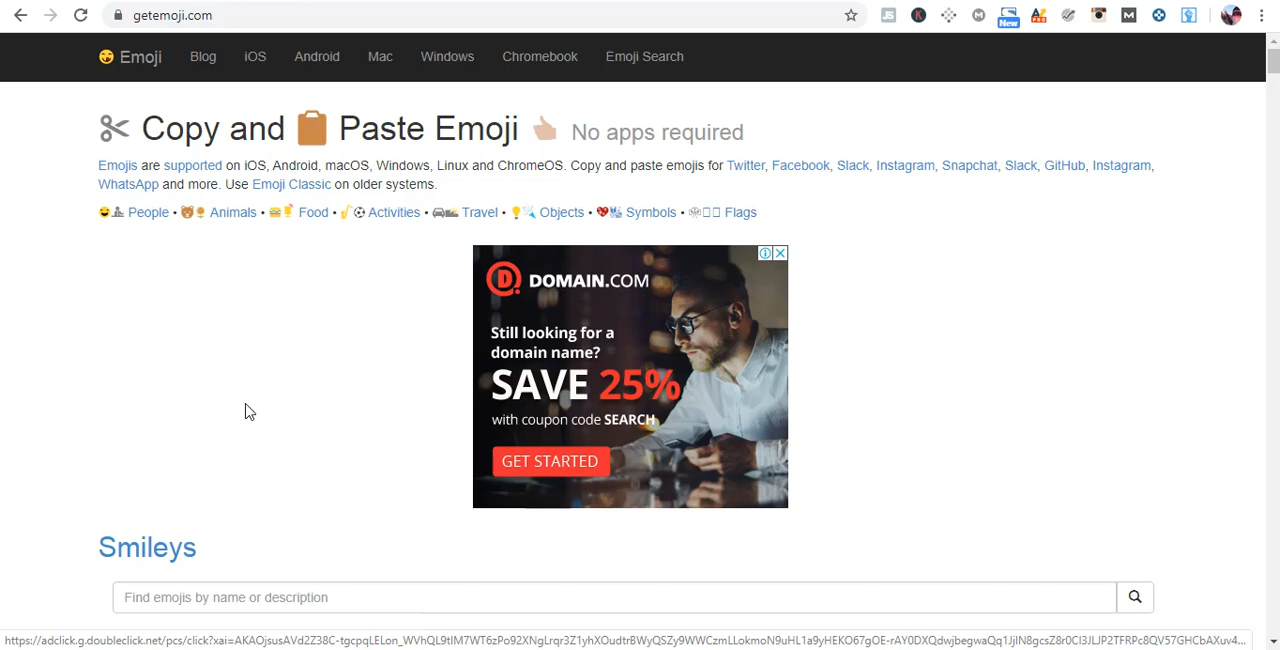 getemoji.com
New
Emoji Blog iOS Android Mac Windows Chromebook Emoji Search
Copy and Paste Emoji No apps required
Emojis are supported on iOS, Android, macOS, Windows, Linux and ChromeOS. Copy and paste emojis for Twitter, Facebook, Slack, Instagram, Snapchat, Slack, GitHub, Instagram,
WhatsApp and more. Use Emoji Classic on older systems.
People • Animals • Food • Activities • Travel • Objects • Symbols • Flags
DOMAIN.COM
Still looking for a
domain name?
SAVE 25%
with coupon code SEARCH
GET STARTED
Smileys
Find emojis by name or description